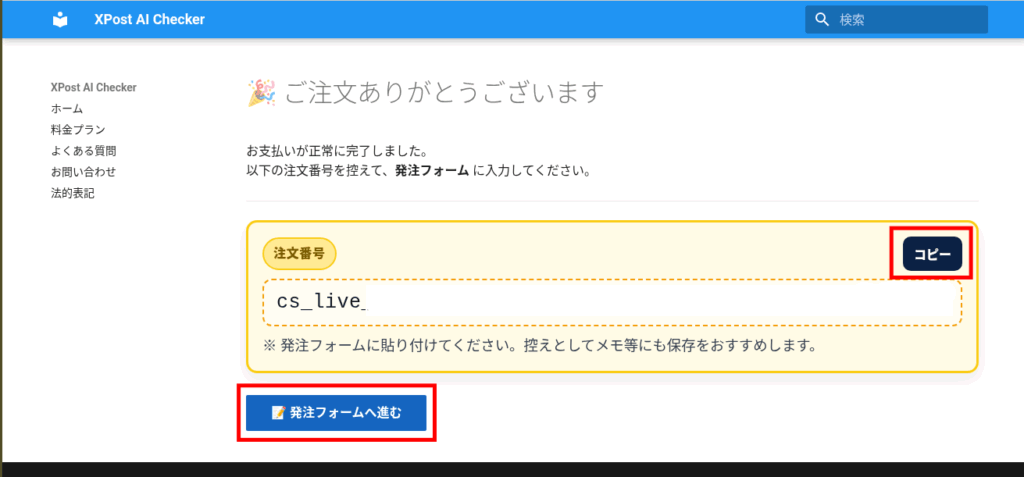 XPost AI Checker
検索
XPost AI Checker
ホーム
料金プラン
よくある質問
お問い合わせ
法的表記
🎉 ご注文ありがとうございます
お支払いが正常に完了しました。
以下の注文番号を控えて、発注フォーム に入力してください。
注文番号
コピー
cs_live_
※ 発注フォームに貼り付けてください。控えとしてメモ等にも保存をおすすめします。
📝 発注フォームへ進む